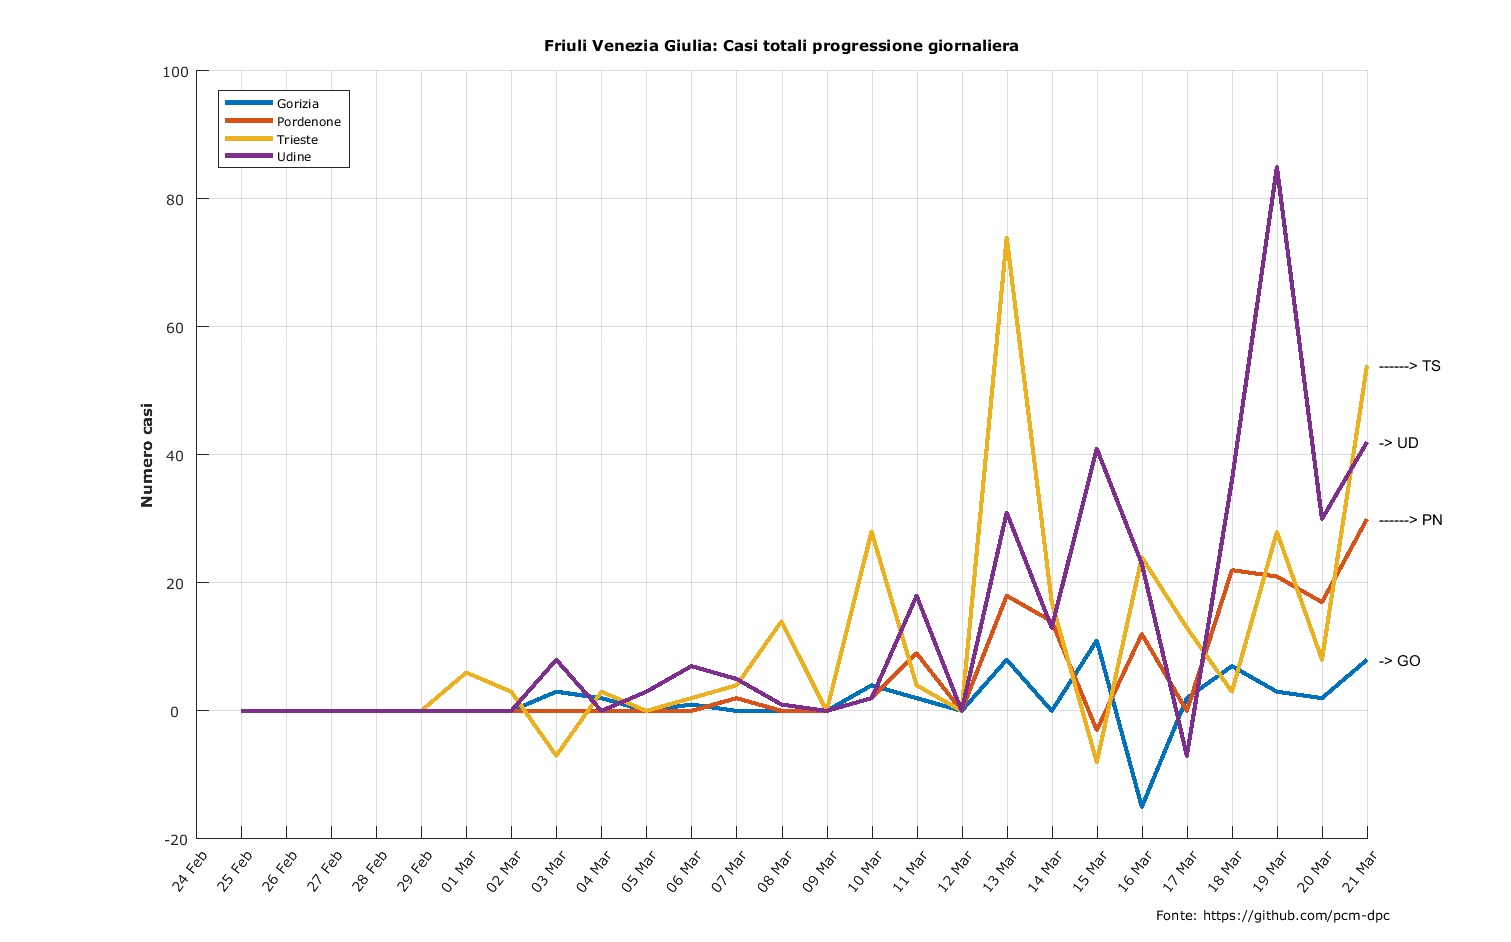 Friuli Venezia Giulia: Casi totali progressione giornaliera
100
80
60
40
20
0
-20
Numero casi
Gorizia
Pordenone
Trieste
Udine
------> TS
-> UD
------> PN
-> GO
24 Feb
25 Feb
26 Feb
27 Feb
28 Feb
29 Feb
01 Mar
02 Mar
03 Mar
04 Mar
05 Mar
06 Mar
07 Mar
08 Mar
09 Mar
10 Mar
11 Mar
12 Mar
13 Mar
14 Mar
15 Mar
16 Mar
17 Mar
18 Mar
19 Mar
20 Mar
21 Mar
Fonte: https://github.com/pcm-dpc